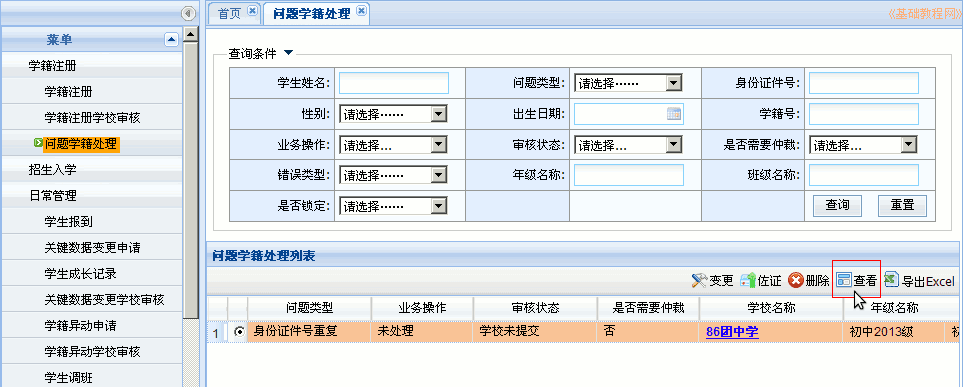 首页 问题学籍处理 《基础教程网》
菜单
学籍注册
学籍注册
学籍注册学校审核
问题学籍处理
招生入学
日常管理
学生报到
关键数据变更申请
学生成长记录
关键数据变更学校审核
学籍异动申请
学籍异动学校审核
学生调班
查询条件
学生姓名: 问题类型: 请选择…… 身份证件号:
性别: 请选择…… 出生日期: 学籍号:
业务操作: 请选择… 审核状态: 请选择… 是否需要仲裁: 请选择…
错误类型: 请选择…… 年级名称: 班级名称:
是否锁定: 请选择…… 查询 重置
问题学籍处理列表
变更 佐证 删除 查看 导出Excel
问题类型 业务操作 审核状态 是否需要仲裁 学校名称 年级名称
1 身份证件号重复 未处理 学校未提交 否 86团中学 初中2013级 初